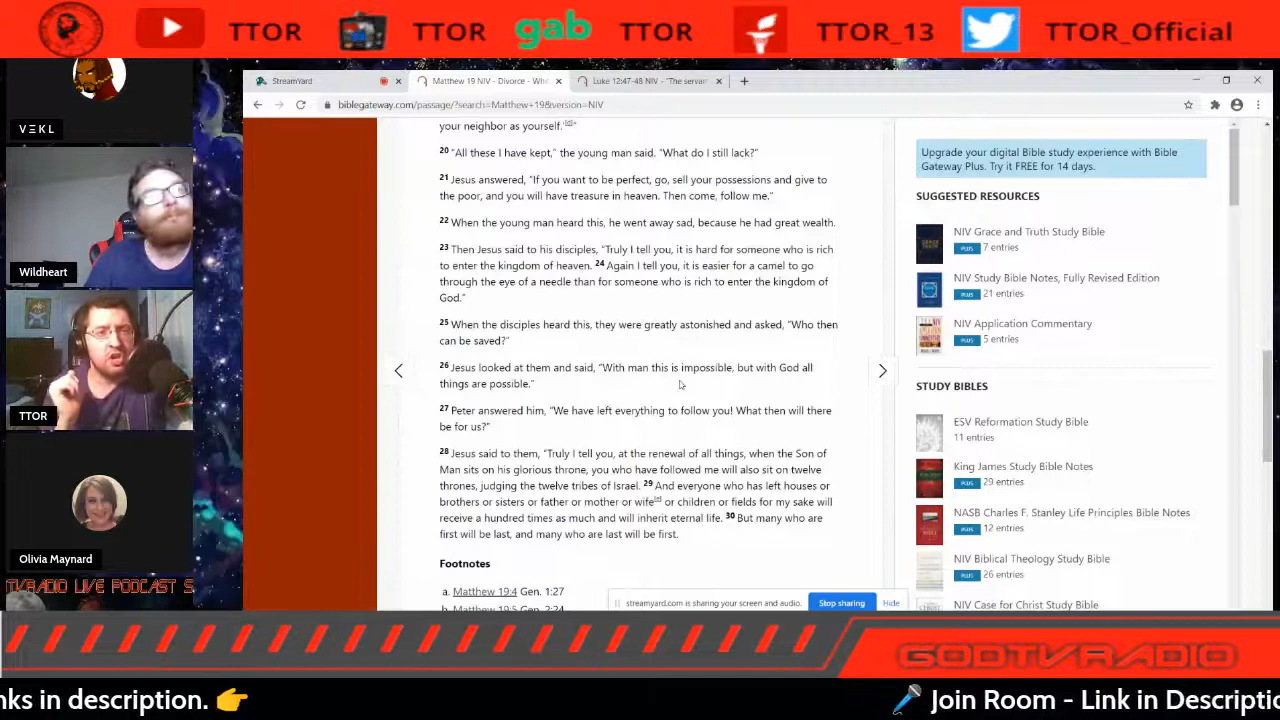 TTOR
TTOR
gab
TTOR
TTOR_13
TTOR_Official
VΞKL
Wildheart
TTOR
Olivia Maynard
TVRADIO LIVE PODCAST S
StreamYard
Matthew 19 NIV - Divorce - Whe
Luke 12:47-48 NIV - "The servan
biblegateway.com/passage/?search=Matthew+19&version=NIV
your neighbor as yourself.'[d]"
20 "All these I have kept," the young man said. "What do I still lack?"
21 Jesus answered, "If you want to be perfect, go, sell your possessions and give to
the poor, and you will have treasure in heaven. Then come, follow me."
22 When the young man heard this, he went away sad, because he had great wealth.
23 Then Jesus said to his disciples, "Truly I tell you, it is hard for someone who is rich
to enter the kingdom of heaven. 24 Again I tell you, it is easier for a camel to go
through the eye of a needle than for someone who is rich to enter the kingdom of
God."
25 When the disciples heard this, they were greatly astonished and asked, "Who then
can be saved?"
26 Jesus looked at them and said, "With man this is impossible, but with God all
things are possible."
27 Peter answered him, "We have left everything to follow you! What then will there
be for us?"
28 Jesus said to them, "Truly I tell you, at the renewal of all things, when the Son of
Man sits on his glorious throne, you who have followed me will also sit on twelve
thrones, judging the twelve tribes of Israel. 29 And everyone who has left houses or
brothers or sisters or father or mother or wife[e] or children or fields for my sake will
receive a hundred times as much and will inherit eternal life. 30 But many who are
first will be last, and many who are last will be first.
Footnotes
a. Matthew 19:4 Gen. 1:27
b. Matthew 19:5 Gen. 2:24
Upgrade your digital Bible study experience with Bible
Gateway Plus. Try it FREE for 14 days.
SUGGESTED RESOURCES
NIV Grace and Truth Study Bible
PLUS 7 entries
NIV Study Bible Notes, Fully Revised Edition
PLUS 21 entries
NIV Application Commentary
PLUS 5 entries
STUDY BIBLES
ESV Reformation Study Bible
11 entries
King James Study Bible Notes
PLUS 29 entries
NASB Charles F. Stanley Life Principles Bible Notes
PLUS 12 entries
NIV Biblical Theology Study Bible
PLUS 26 entries
NIV Case for Christ Study Bible
streamyard.com is sharing your screen and audio.
Stop sharing
Hide
GODTVRADIO
nks in description. 👉
🎤 Join Room - Link in Descriptio